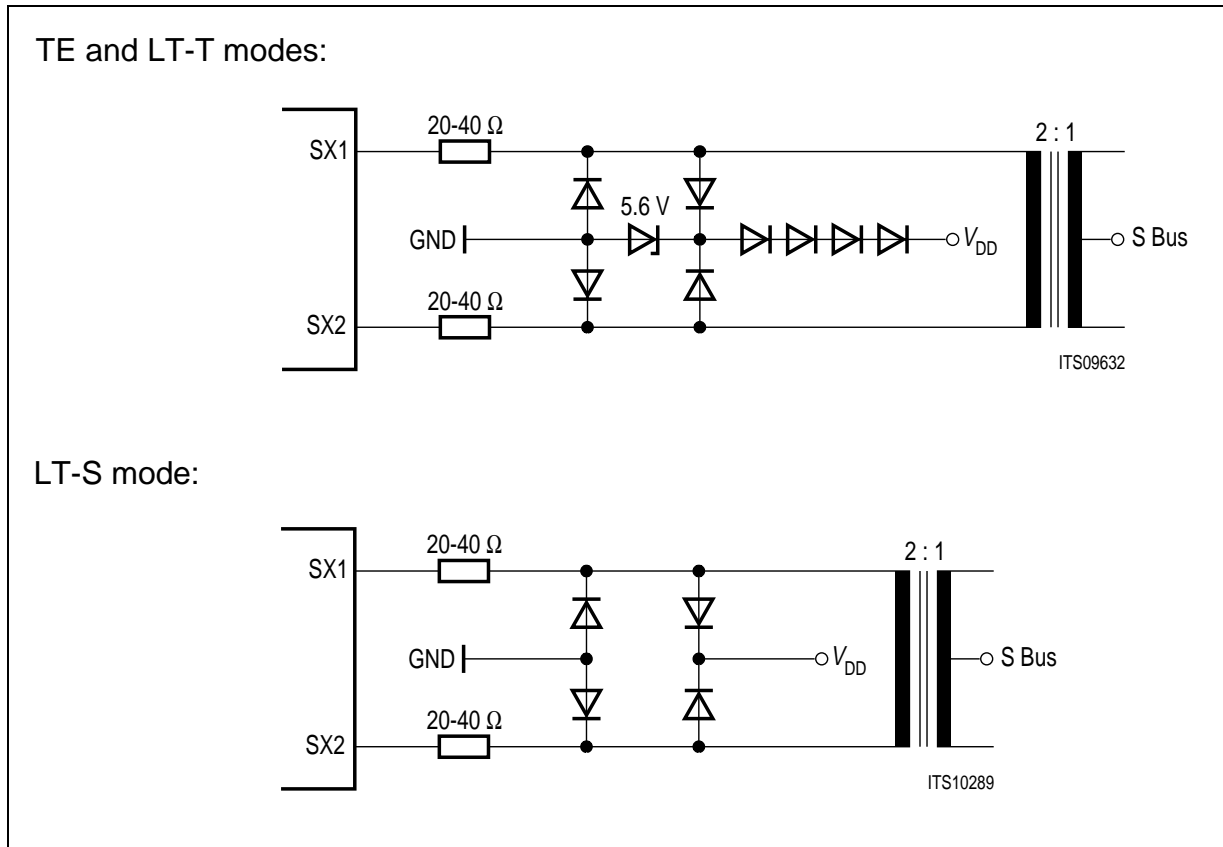 TE and LT-T modes:
20-40 Ω
2 : 1
SX1
5.6 V
GND
V_DD
S Bus
20-40 Ω
SX2
ITS09632
LT-S mode:
20-40 Ω
2 : 1
SX1
GND
V_DD
S Bus
20-40 Ω
SX2
ITS10289